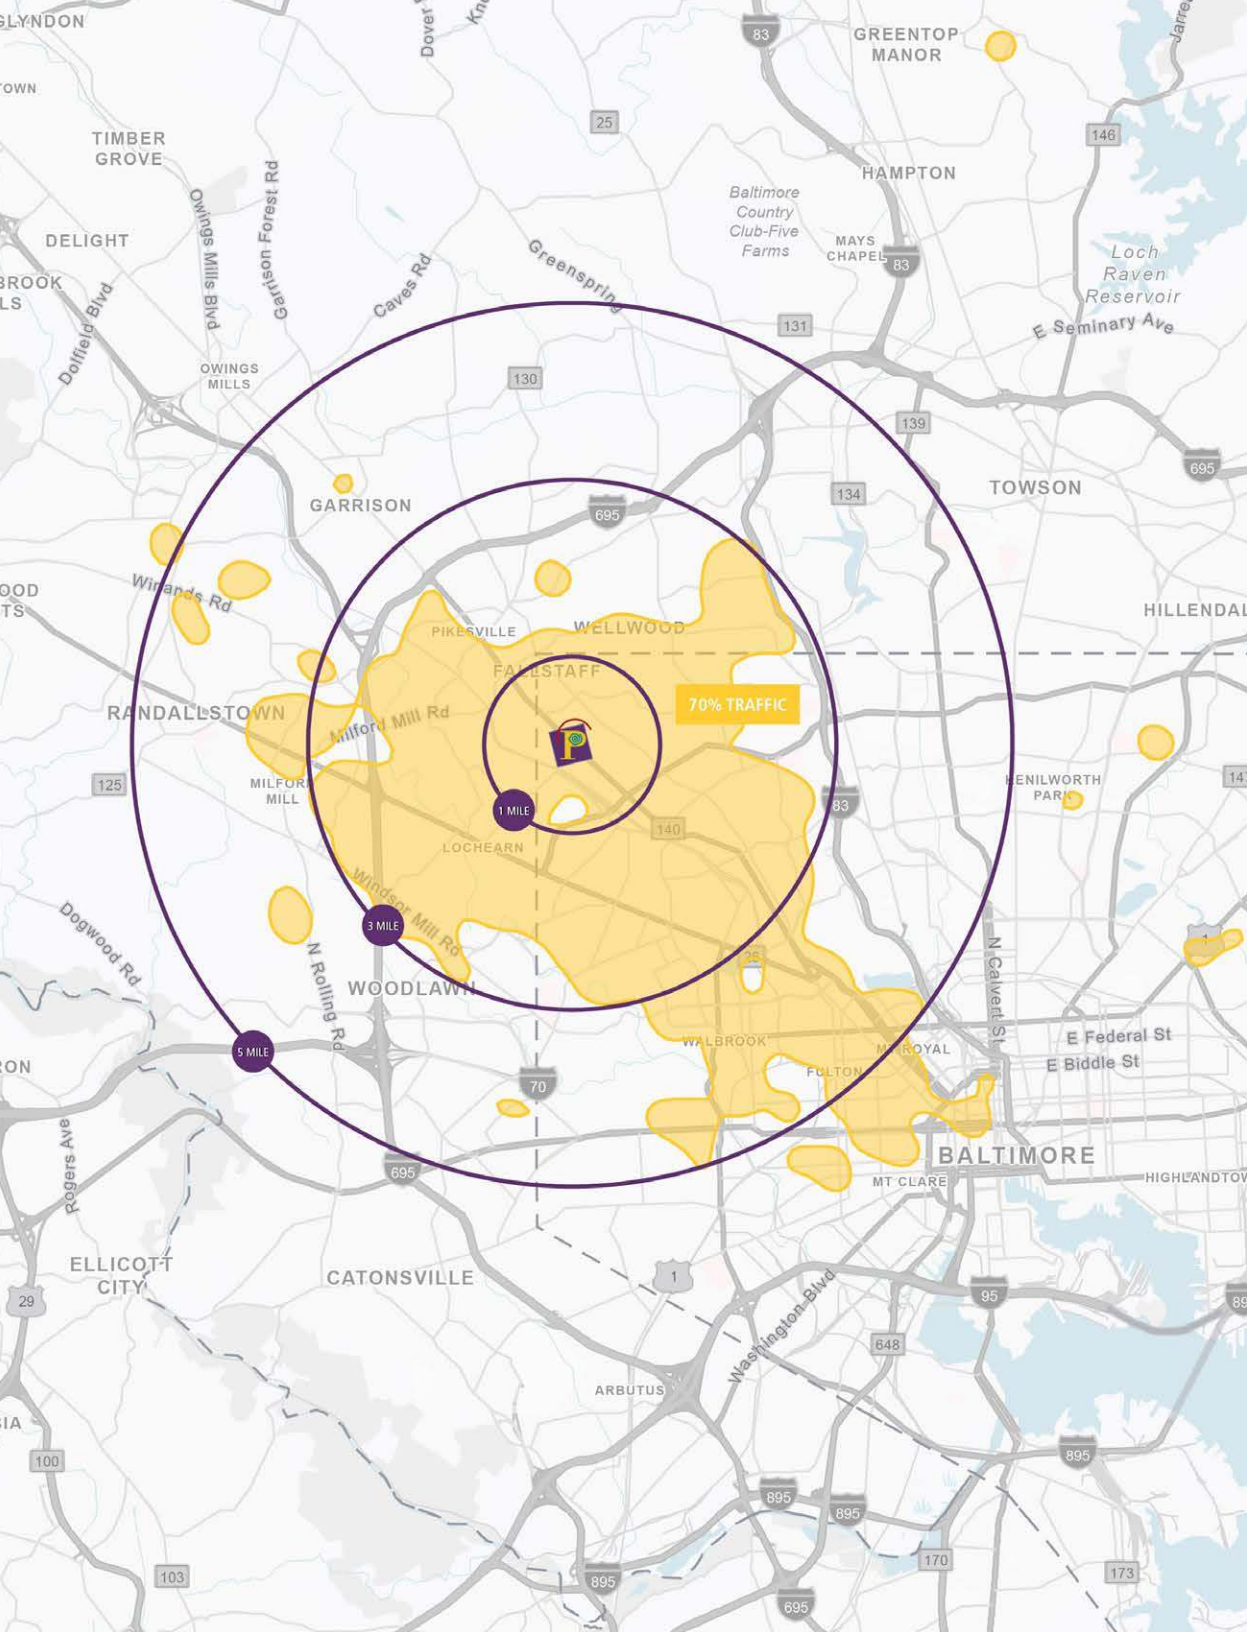 GLYNDON
Dover
83
GREENTOP
MANOR
25
146
TIMBER
GROVE
HAMPTON
Garrison Forest Rd
Owings Mills Blvd
Baltimore
Country
Club-Five
Farms
DELIGHT
MAYS
CHAPEL
83
Loch
Raven
Reservoir
Caves Rd
Greenspring
Dolfield Blvd
131
E Seminary Ave
OWINGS
MILLS
130
139
695
GARRISON
695
134
TOWSON
Winands Rd
HILLENDAL
PIKESVILLE
WELLWOOD
FALLSTAFF
70% TRAFFIC
RANDALLSTOWN
Milford Mill Rd
P
125
MILFORD
MILL
KENILWORTH
PARK
147
1 MILE
83
140
LOCHEARN
Windsor Mill Rd
Dogwood Rd
3 MILE
N Rolling Rd
1
N Calvert St
WOODLAWN
E Federal St
WALBROOK
MT ROYAL
5 MILE
E Biddle St
FULTON
70
Rogers Ave
BALTIMORE
695
MT CLARE
HIGHLANDTOW
ELLICOTT
CITY
CATONSVILLE
1
29
95
89
Washington Blvd
648
ARBUTUS
100
895
895
895
170
103
895
173
695